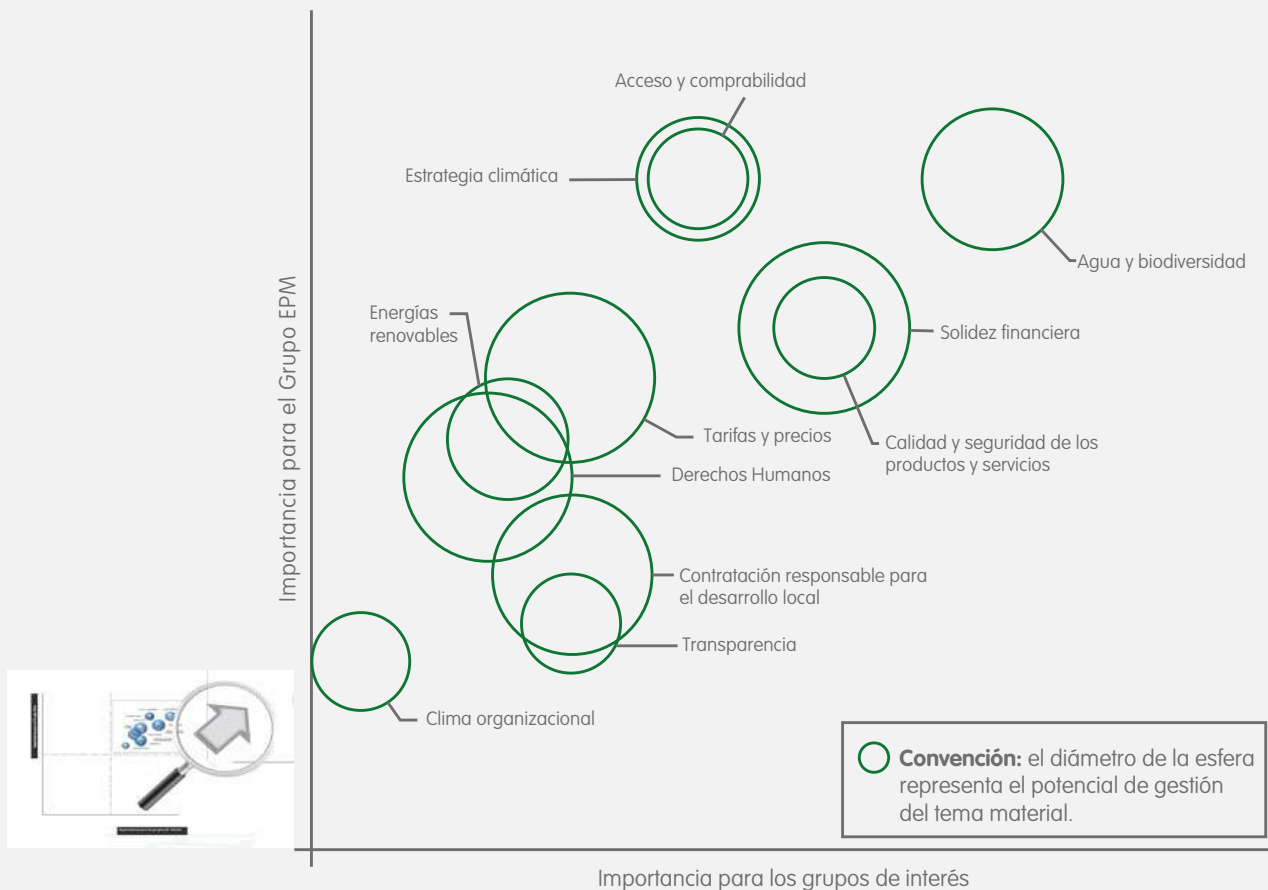 Acceso y comprabilidad
Estrategia climática
Agua y biodiversidad
Energías
renovables
Solidez financiera
Tarifas y precios
Calidad y seguridad de los
productos y servicios
Derechos Humanos
Importancia para el Grupo EPM
Contratación responsable para
el desarrollo local
Transparencia
Clima organizacional
Convención: el diámetro de la esfera
representa el potencial de gestión
del tema material.
Importancia para los grupos de interés